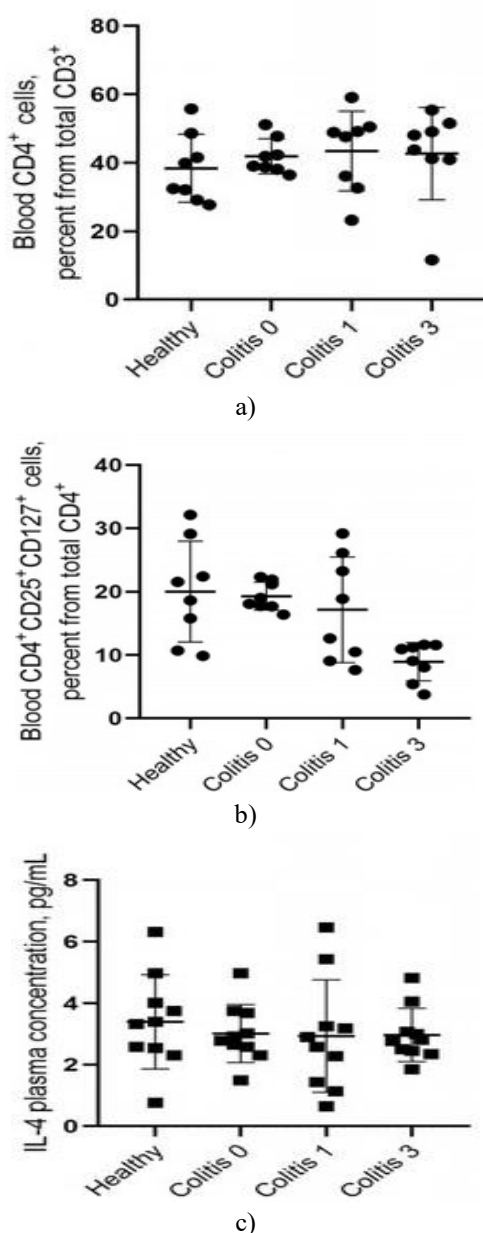 Blood CD4⁺ cells,
percent from total CD3⁺
80
60
40
20
0
Healthy
Colitis 0
Colitis 1
Colitis 3
a)
Blood CD4⁺CD25⁺CD127⁺ cells,
percent from total CD4⁺
40
30
20
10
0
Healthy
Colitis 0
Colitis 1
Colitis 3
b)
IL-4 plasma concentration, pg/mL
8
6
4
2
0
Healthy
Colitis 0
Colitis 1
Colitis 3
c)